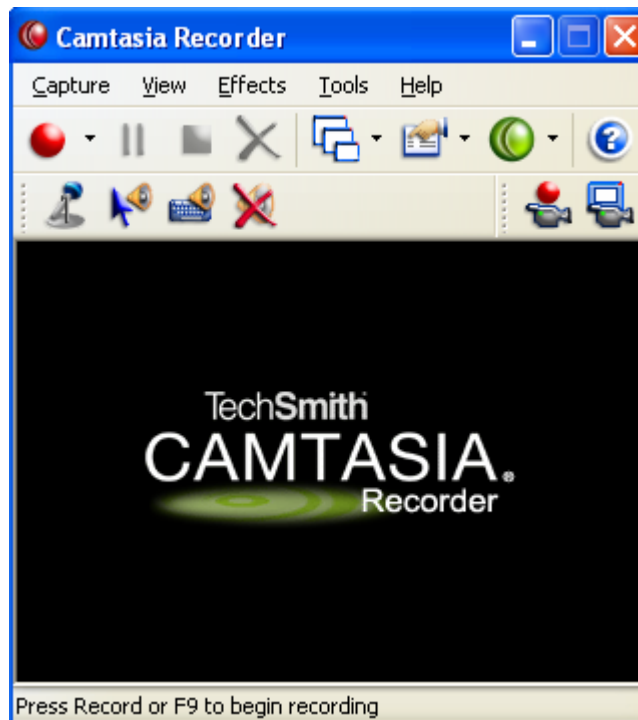 Camtasia Recorder
Capture View Effects Tools Help
TechSmith
CAMTASIA®
Recorder
Press Record or F9 to begin recording